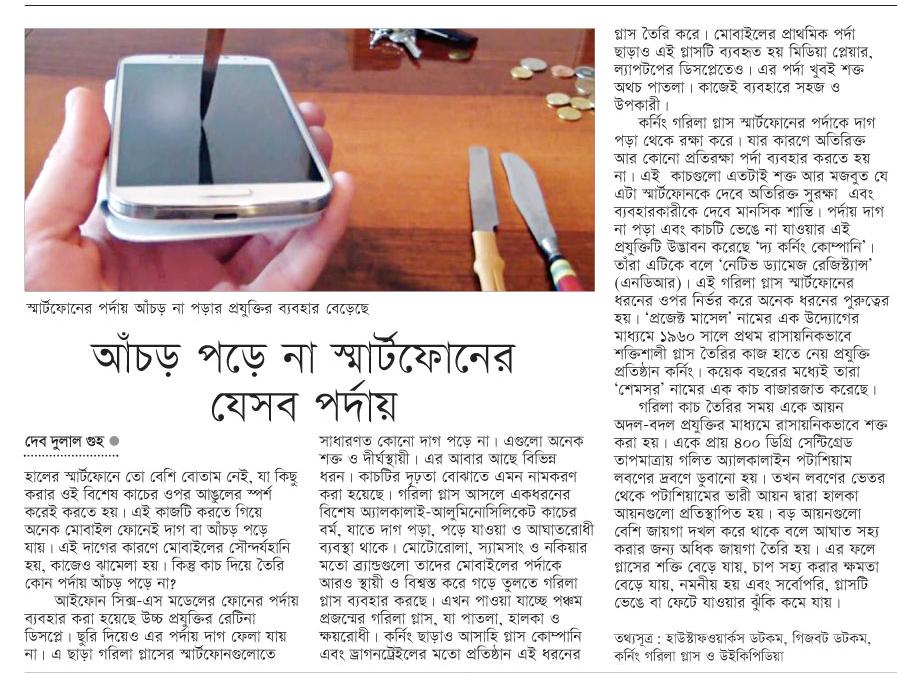 স্মার্টফোনের পর্দায় আঁচড় না পড়ার প্রযুক্তির ব্যবহার বেড়েছে
আঁচড় পড়ে না স্মার্টফোনের
যেসব পর্দায়
দেব দুলাল গুহ ●
হালের স্মার্টফোনে তো বেশি বোতাম নেই, যা কিছু
করার ওই বিশেষ কাচের ওপর আঙুলের স্পর্শ
করেই করতে হয়। এই কাজটি করতে গিয়ে
অনেক মোবাইল ফোনেই দাগ বা আঁচড় পড়ে
যায়। এই দাগের কারণে মোবাইলের সৌন্দর্যহানি
হয়, কাজেও ঝামেলা হয়। কিন্তু কাচ দিয়ে তৈরি
কোন পর্দায় আঁচড় পড়ে না?
আইফোন সিক্স-এস মডেলের ফোনের পর্দায়
ব্যবহার করা হয়েছে উচ্চ প্রযুক্তির রেটিনা
ডিসপ্লে। ছুরি দিয়েও এর পর্দায় দাগ ফেলা যায়
না। এ ছাড়া গরিলা গ্লাসের স্মার্টফোনগুলোতে
সাধারণত কোনো দাগ পড়ে না। এগুলো অনেক
শক্ত ও দীর্ঘস্থায়ী। এর আবার আছে বিভিন্ন
ধরন। কাচটির দৃঢ়তা বোঝাতে এমন নামকরণ
করা হয়েছে। গরিলা গ্লাস আসলে একধরনের
বিশেষ অ্যালকালাই-আলুমিনোসিলিকেট কাচের
বর্ম, যাতে দাগ পড়া, পড়ে যাওয়া ও আঘাতরোধী
ব্যবস্থা থাকে। মোটোরোলা, স্যামসাং ও নকিয়ার
মতো ব্র্যান্ডগুলো তাদের মোবাইলের পর্দাকে
আরও স্থায়ী ও বিশ্বস্ত করে গড়ে তুলতে গরিলা
গ্লাস ব্যবহার করছে। এখন পাওয়া যাচ্ছে পঞ্চম
প্রজন্মের গরিলা গ্লাস, যা পাতলা, হালকা ও
ক্ষয়রোধী। কর্নিং ছাড়াও আসাহি গ্লাস কোম্পানি
এবং ড্রাগনট্রেইলের মতো প্রতিষ্ঠান এই ধরনের
গ্লাস তৈরি করে। মোবাইলের প্রাথমিক পর্দা
ছাড়াও এই গ্লাসটি ব্যবহৃত হয় মিডিয়া প্লেয়ার,
ল্যাপটপের ডিসপ্লেতেও। এর পর্দা খুবই শক্ত
অথচ পাতলা। কাজেই ব্যবহারে সহজ ও
উপকারী।
কর্নিং গরিলা গ্লাস স্মার্টফোনের পর্দাকে দাগ
পড়া থেকে রক্ষা করে। যার কারণে অতিরিক্ত
আর কোনো প্রতিরক্ষা পর্দা ব্যবহার করতে হয়
না। এই কাচগুলো এতটাই শক্ত আর মজবুত যে
এটা স্মার্টফোনকে দেবে অতিরিক্ত সুরক্ষা এবং
ব্যবহারকারীকে দেবে মানসিক শান্তি। পর্দায় দাগ
না পড়া এবং কাচটি ভেঙে না যাওয়ার এই
প্রযুক্তিটি উদ্ভাবন করেছে ‘দ্য কর্নিং কোম্পানি’।
তাঁরা এটিকে বলে ‘নেটিভ ড্যামেজ রেজিস্ট্যান্স’
(এনডিআর)। এই গরিলা গ্লাস স্মার্টফোনের
ধরনের ওপর নির্ভর করে অনেক ধরনের পুরুত্বের
হয়। ‘প্রজেক্ট মাসেল’ নামের এক উদ্যোগের
মাধ্যমে ১৯৬০ সালে প্রথম রাসায়নিকভাবে
শক্তিশালী গ্লাস তৈরির কাজ হাতে নেয় প্রযুক্তি
প্রতিষ্ঠান কর্নিং। কয়েক বছরের মধ্যেই তারা
‘শেমসর’ নামের এক কাচ বাজারজাত করেছে।
গরিলা কাচ তৈরির সময় একে আয়ন
অদল-বদল প্রযুক্তির মাধ্যমে রাসায়নিকভাবে শক্ত
করা হয়। একে প্রায় ৪০০ ডিগ্রি সেন্টিগ্রেড
তাপমাত্রায় গলিত অ্যালকালাইন পটাশিয়াম
লবণের দ্রবণে ডুবানো হয়। তখন লবণের ভেতর
থেকে পটাশিয়ামের ভারী আয়ন দ্বারা হালকা
আয়নগুলো প্রতিস্থাপিত হয়। বড় আয়নগুলো
বেশি জায়গা দখল করে থাকে বলে আঘাত সহ্য
করার জন্য অধিক জায়গা তৈরি হয়। এর ফলে
গ্লাসের শক্তি বেড়ে যায়, চাপ সহ্য করার ক্ষমতা
বেড়ে যায়, নমনীয় হয় এবং সর্বোপরি, গ্লাসটি
ভেঙে বা ফেটে যাওয়ার ঝুঁকি কমে যায়।
তথ্যসূত্র : হাউস্টাফওয়ার্কস ডটকম, গিজবট ডটকম,
কর্নিং গরিলা গ্লাস ও উইকিপিডিয়া